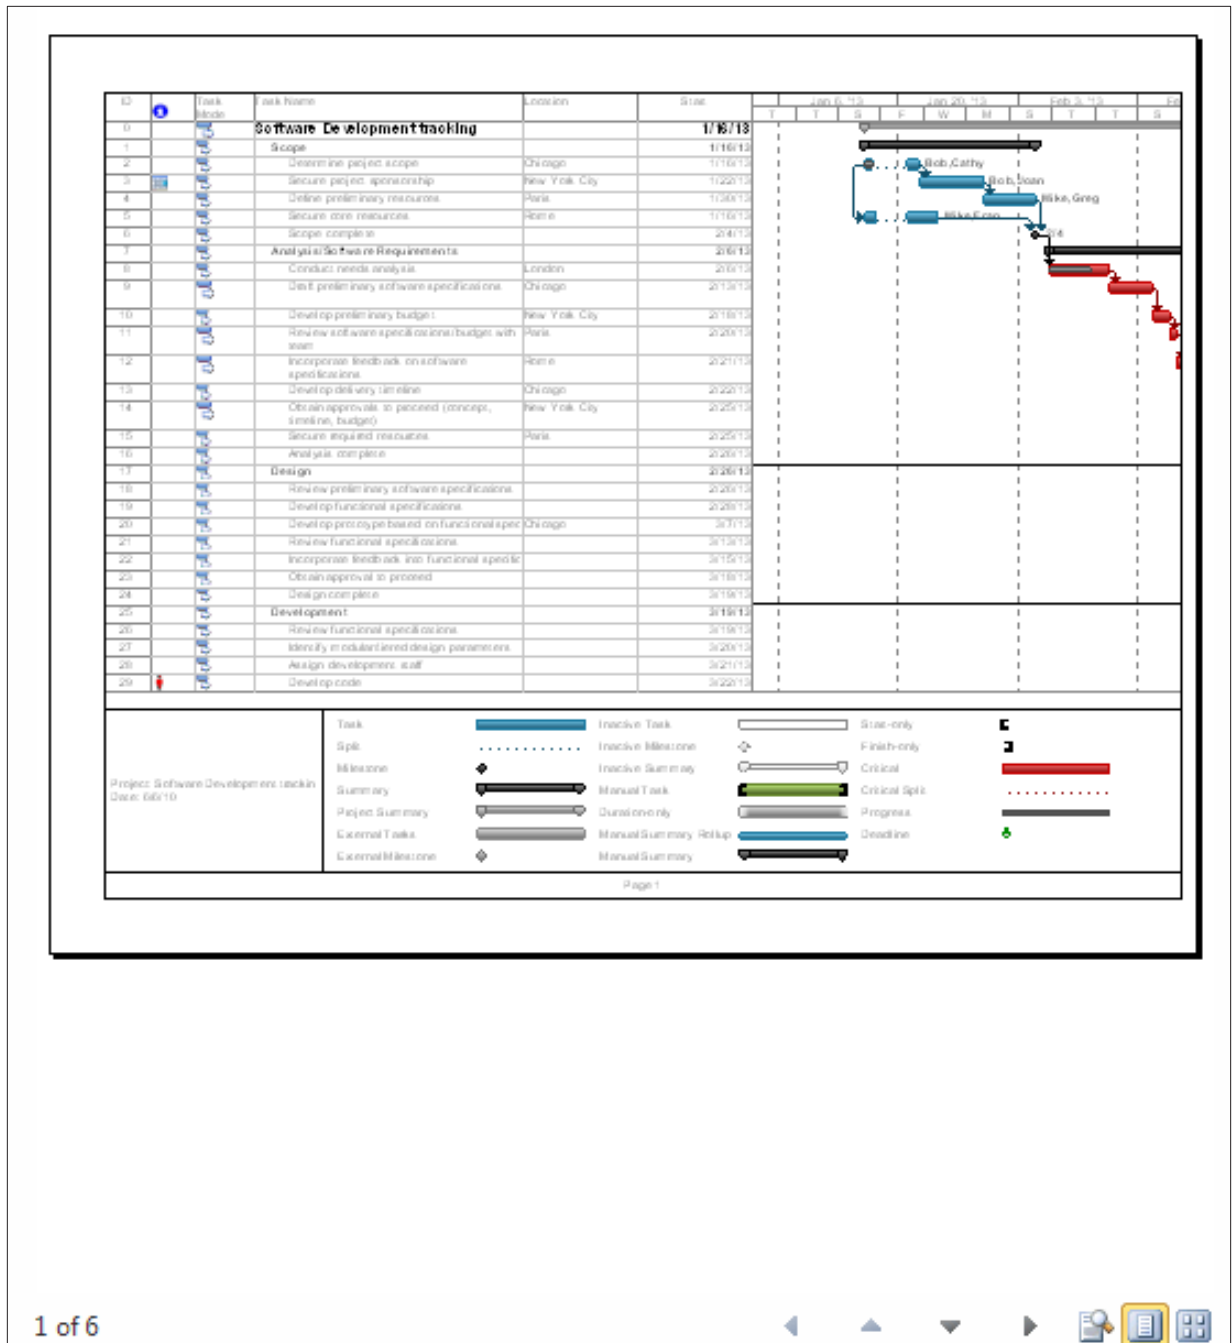 ID Task Mode Task Name Location Start Jan 6, '13 Jan 20, '13 Feb 3, '13 Fe
T T S F W M S T T S
0 Software Development tracking 1/16/13
1 Scope 1/16/13
2 Determine project scope Chicago 1/16/13 Bob,Cathy
3 Secure project sponsorship New York City 1/22/13 Bob,Joan
4 Define preliminary resources Paris 1/30/13 Mike,Greg
5 Secure core resources Rome 1/16/13
6 Scope complete 2/4/13 2/4
7 Analysis/Software Requirements 2/6/13
8 Conduct needs analysis London 2/6/13
9 Draft preliminary software specifications Chicago 2/13/13
10 Develop preliminary budget New York City 2/18/13
11 Review software specifications/budget with Paris 2/20/13
team
12 Incorporate feedback on software Rome 2/21/13
specifications
13 Develop delivery timeline Chicago 2/22/13
14 Obtain approvals to proceed (concept, New York City 2/25/13
timeline, budget)
15 Secure required resources Paris 2/25/13
16 Analysis complete 2/26/13
17 Design 2/26/13
18 Review preliminary software specifications 2/26/13
19 Develop functional specifications 2/28/13
20 Develop prototype based on functional spec Chicago 3/7/13
21 Review functional specifications 3/13/13
22 Incorporate feedback into functional specific 3/15/13
23 Obtain approval to proceed 3/18/13
24 Design complete 3/19/13
25 Development 3/19/13
26 Review functional specifications 3/19/13
27 Identify modular/tiered design parameters 3/20/13
28 Assign development staff 3/21/13
29 Develop code 3/22/13
Project: Software Development trackin
Date: 6/6/10
Task Inactive Task Start-only
Split Inactive Milestone Finish-only
Milestone Inactive Summary Critical
Summary Manual Task Critical Split
Project Summary Duration-only Progress
External Tasks Manual Summary Rollup Deadline
External Milestone Manual Summary
Page 1
1 of 6